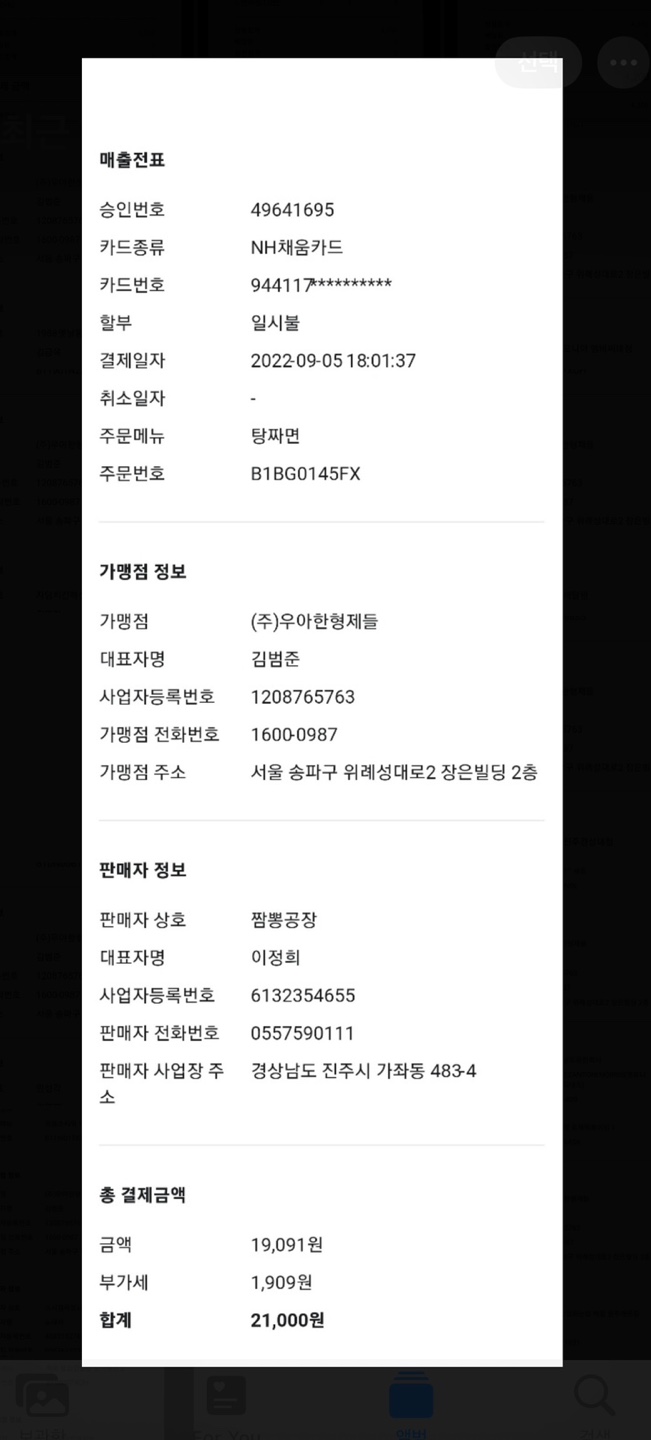 선택
최근
매출전표
승인번호 49641695
카드종류 NH채움카드
카드번호 944117**********
할부 일시불
결제일자 2022-09-05 18:01:37
취소일자 -
주문메뉴 탕짜면
주문번호 B1BG0145FX
가맹점 정보
가맹점 (주)우아한형제들
대표자명 김범준
사업자등록번호 1208765763
가맹점 전화번호 1600-0987
가맹점 주소 서울 송파구 위례성대로2 장은빌딩 2층
판매자 정보
판매자 상호 짬뽕공장
대표자명 이정희
사업자등록번호 6132354655
판매자 전화번호 0557590111
판매자 사업장 주 경상남도 진주시 가좌동 483-4
소
총 결제금액
금액 19,091원
부가세 1,909원
합계 21,000원
For You
앨범
검색